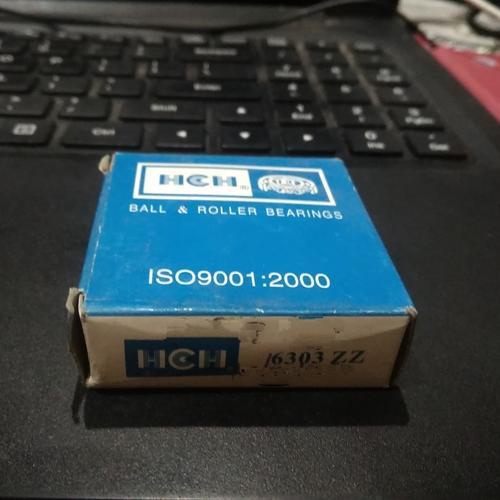 HCH ®
BALL & ROLLER BEARINGS
ISO9001:2000
HCH /6303 ZZ